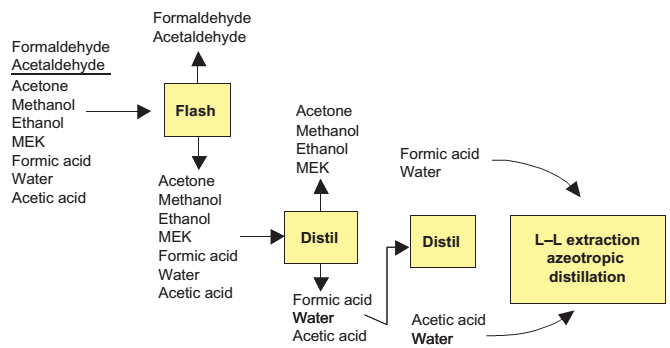 Formaldehyde
Acetaldehyde
Acetone
Methanol
Ethanol
MEK
Formic acid
Water
Acetic acid
Formaldehyde
Acetaldehyde
Flash
Acetone
Methanol
Ethanol
MEK
Formic acid
Water
Acetic acid
Acetone
Methanol
Ethanol
MEK
Distil
Formic acid
Water
Acetic acid
Distil
Formic acid
Water
Acetic acid
Water
L–L extraction
azeotropic
distillation